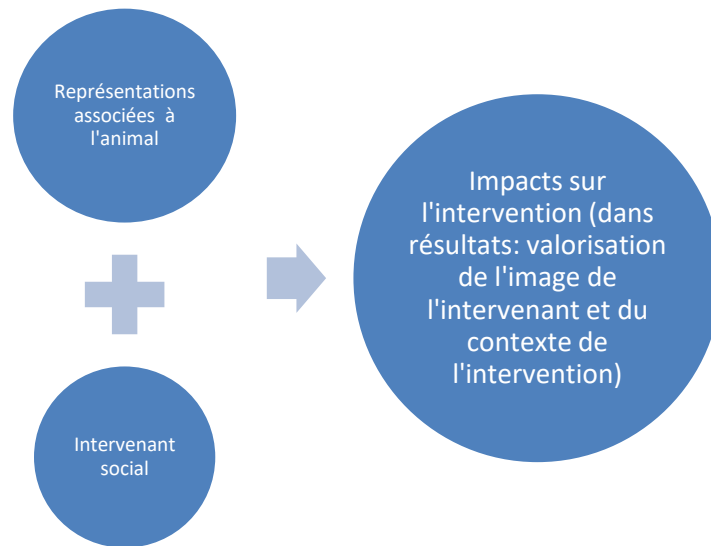 Représentations
associées à
l'animal
Intervenant
social
Impacts sur
l'intervention (dans
résultats: valorisation
de l'image de
l'intervenant et du
contexte de
l'intervention)